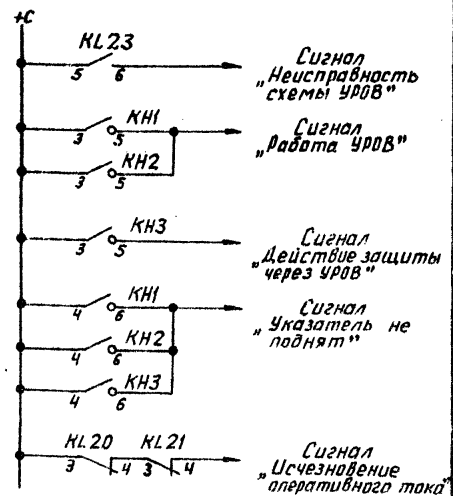 +С
KL23
5 6
Сигнал
„Неисправность
схемы УРОВ"
KH1
3 5
KH2
3 5
Сигнал
„Работа УРОВ"
KH3
3 5
Сигнал
„Действие защиты
через УРОВ"
KH1
4 6
KH2
4 6
KH3
4 6
Сигнал
„Указатель не
поднят"
KL20 KL21
3 4 3 4
Сигнал
„Исчезновение
оперативного тока"